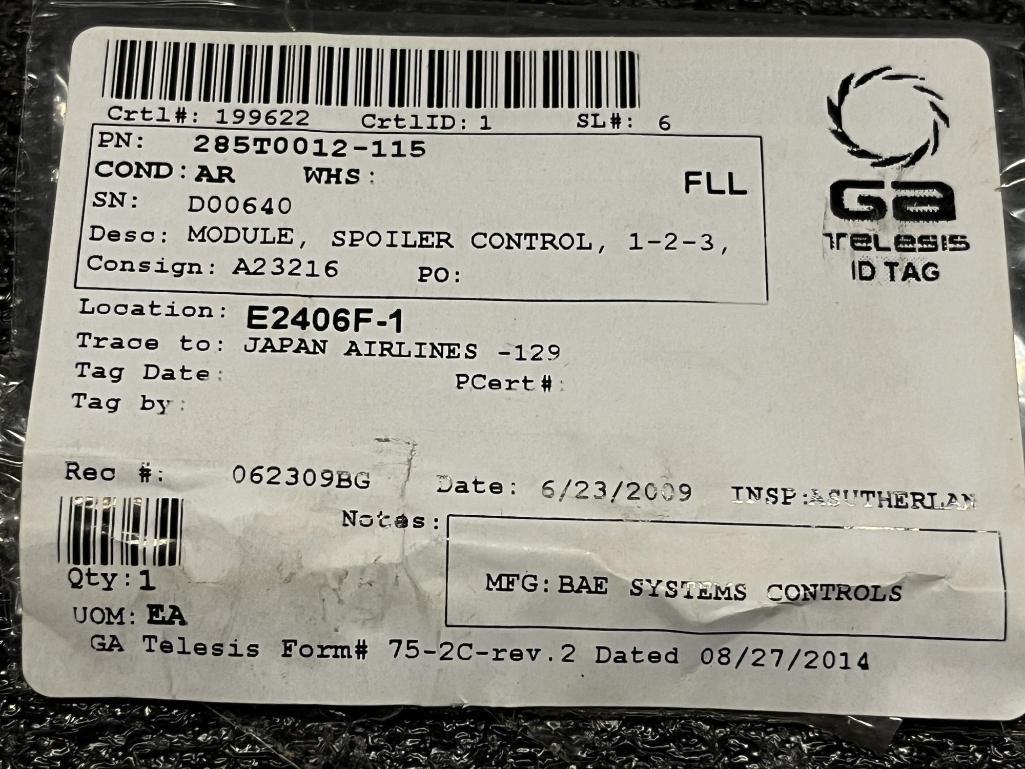 Crtl#: 199622 CrtlID: 1 SL#: 6
PN: 285T0012-115
COND: AR WHS: FLL
SN: D00640
Desc: MODULE, SPOILER CONTROL, 1-2-3,
Consign: A23216 PO:
GA
TELESIS
ID TAG
Location: E2406F-1
Trace to: JAPAN AIRLINES -129
Tag Date:
PCert#:
Tag by:
Rec #: 062309BG Date: 6/23/2009 INSP:ASUTHERLAN
Notes:
Qty:1
MFG:BAE SYSTEMS CONTROLS
UOM: EA
GA Telesis Form# 75-2C-rev.2 Dated 08/27/2014